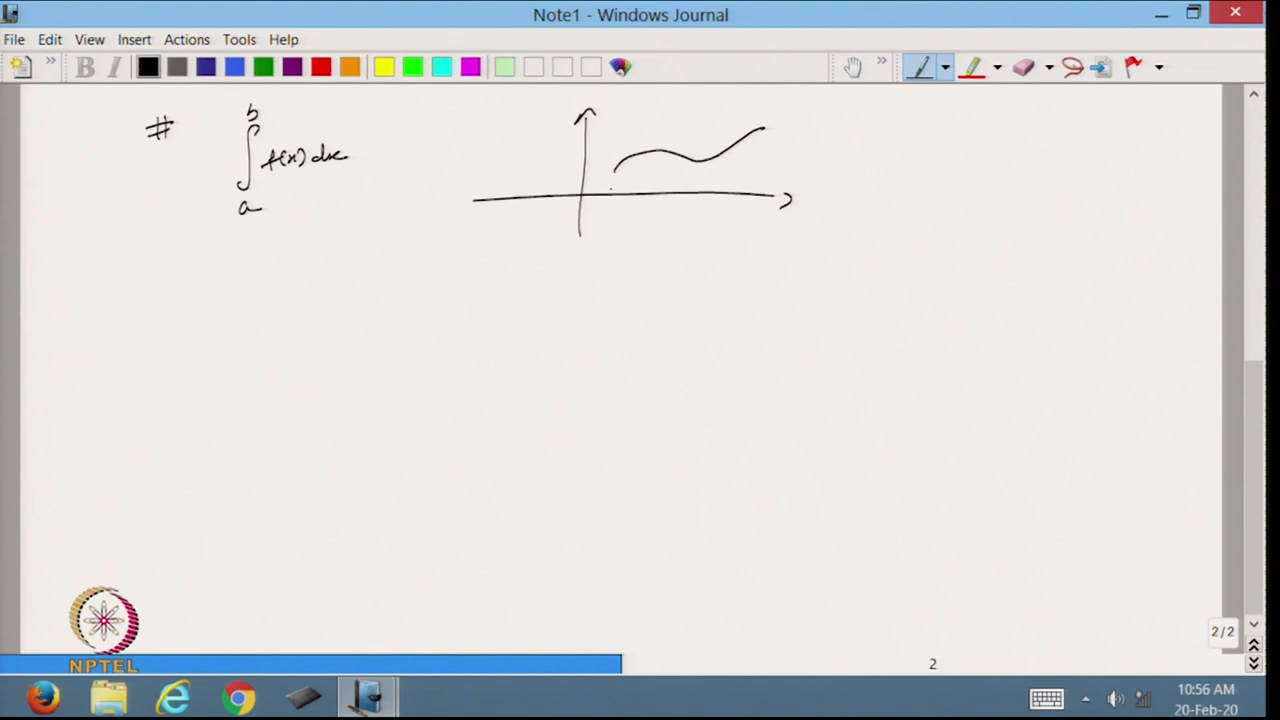 Note1 - Windows Journal
File Edit View Insert Actions Tools Help
B I
# ∫ₐᵇ f(x) dx
NPTEL
2/2
2
10:56 AM
20-Feb-20